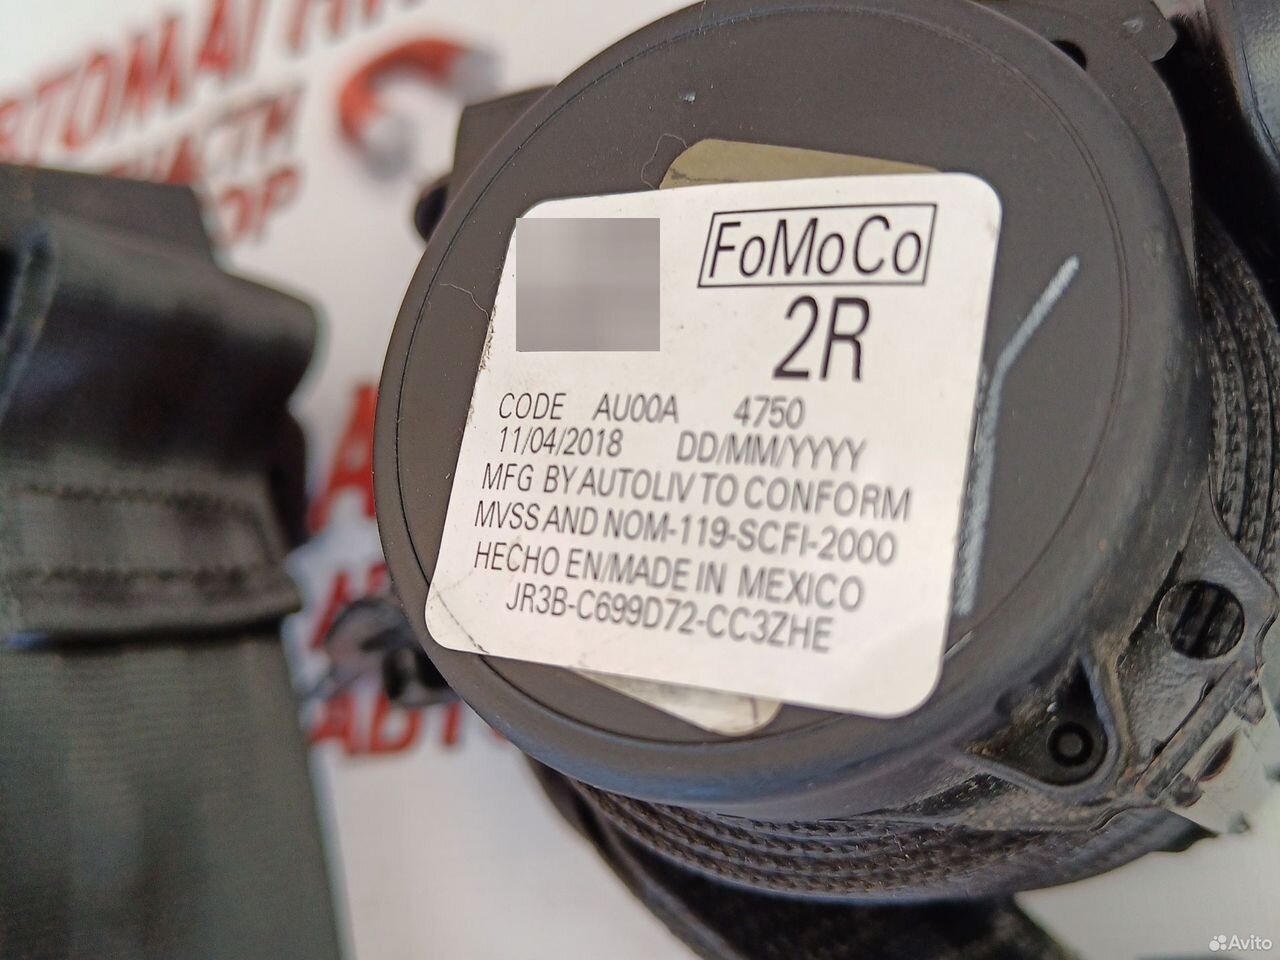 АВТОМАГН
FoMoCo
2R
CODE AU00A 4750
11/04/2018 DD/MM/YYYY
MFG BY AUTOLIV TO CONFORM
MVSS AND NOM-119-SCFI-2000
HECHO EN/MADE IN MEXICO
JR3B-C699D72-CC3ZHE
Avito